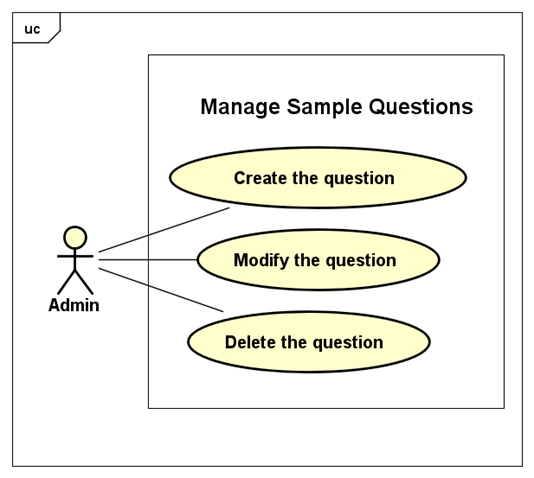 uc
Manage Sample Questions
Create the question
Modify the question
Admin
Delete the question